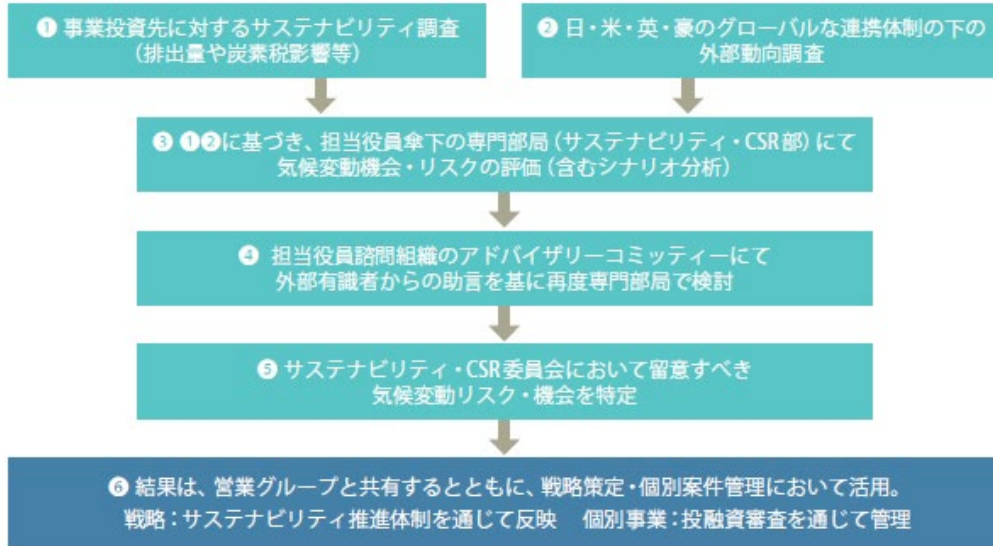 ❶ 事業投資先に対するサステナビリティ調査
（排出量や炭素税影響等）
❷ 日・米・英・豪のグローバルな連携体制の下の
外部動向調査
❸ ❶❷に基づき、担当役員傘下の専門部局（サステナビリティ・CSR部）にて
気候変動機会・リスクの評価（含むシナリオ分析）
❹ 担当役員諮問組織のアドバイザリーコミッティーにて
外部有識者からの助言を基に再度専門部局で検討
❺ サステナビリティ・CSR委員会において留意すべき
気候変動リスク・機会を特定
❻ 結果は、営業グループと共有するとともに、戦略策定・個別案件管理において活用。
戦略：サステナビリティ推進体制を通じて反映　個別事業：投融資審査を通じて管理